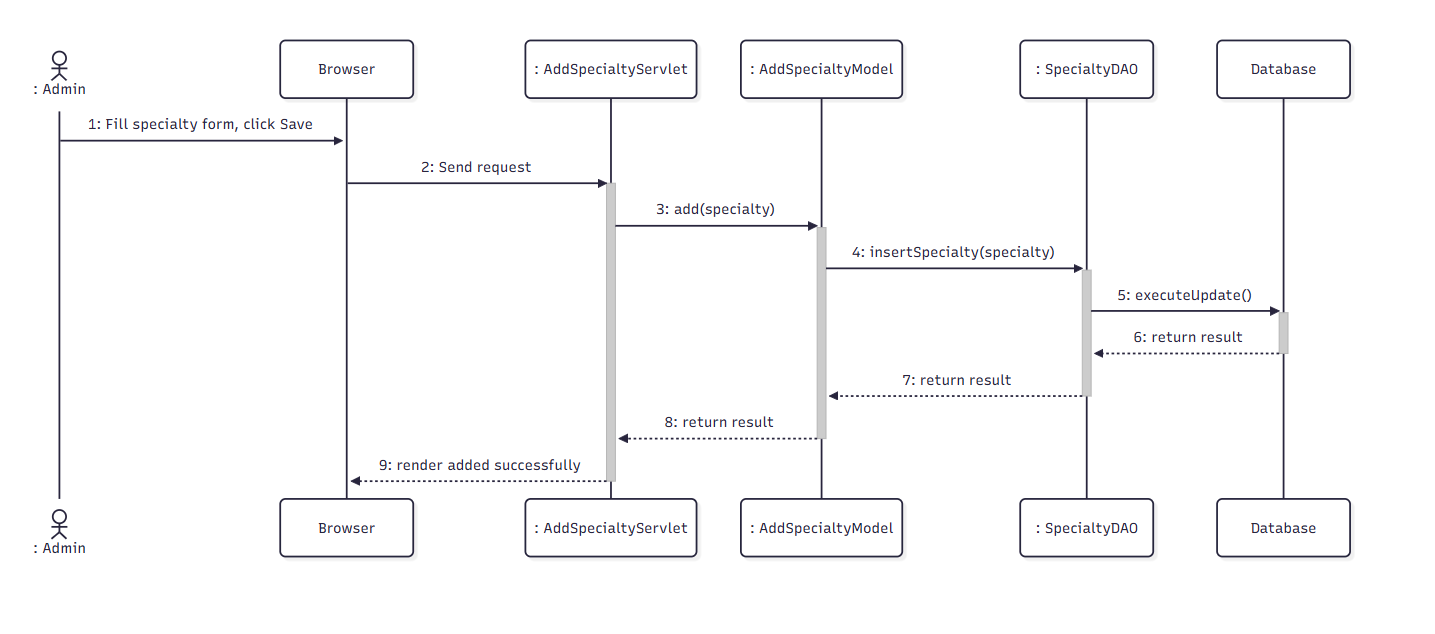 : Admin
Browser
: AddSpecialtyServlet
: AddSpecialtyModel
: SpecialtyDAO
Database
1: Fill specialty form, click Save
2: Send request
3: add(specialty)
4: insertSpecialty(specialty)
5: executeUpdate()
6: return result
7: return result
8: return result
9: render added successfully
: Admin
Browser
: AddSpecialtyServlet
: AddSpecialtyModel
: SpecialtyDAO
Database